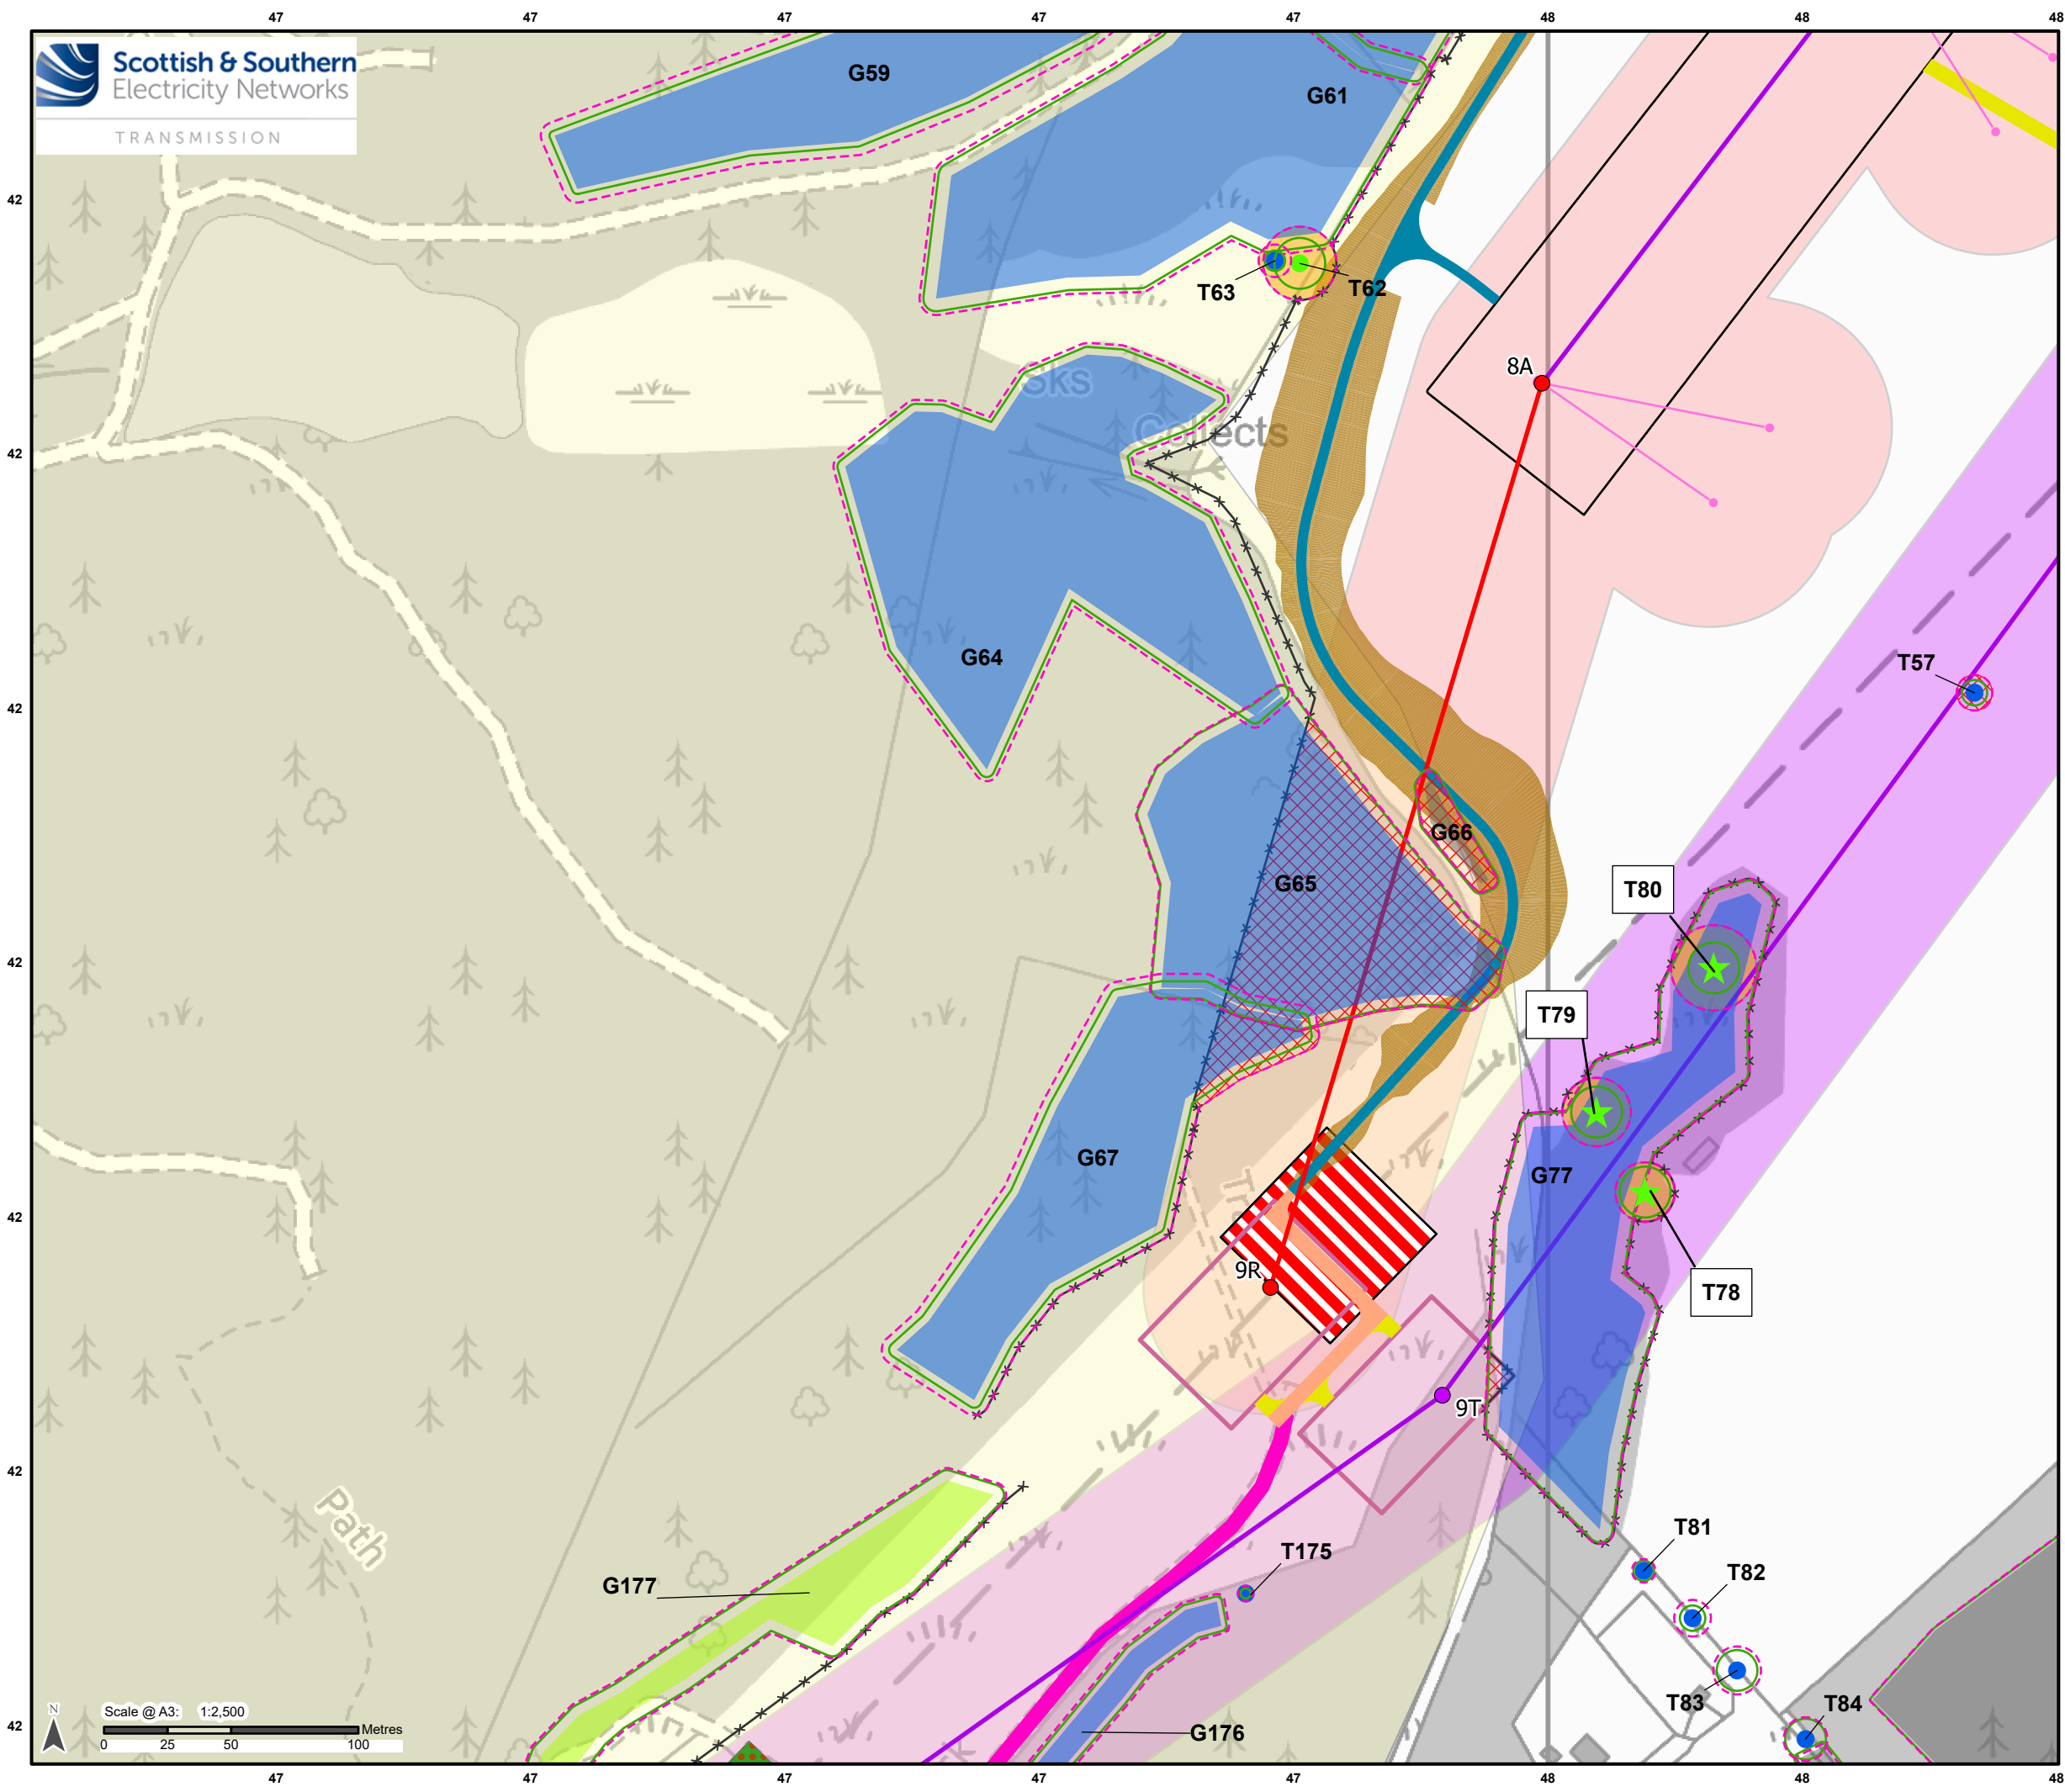 47 47 47 47 47 48 48 48
Scottish & Southern
Electricity Networks
TRANSMISSION
G59
G61
42
T63
T62
8A
Sks
Collects
42
G64
T57
42
G66
G65
T80
42
T79
G67
G77
42
9R
T78
9T
42
Path
T81
T175
T82
G177
T83
T84
G176
N
Scale @ A3: 1:2,500
Metres
0 25 50 100
42
47 47 47 47 47 48 48 48